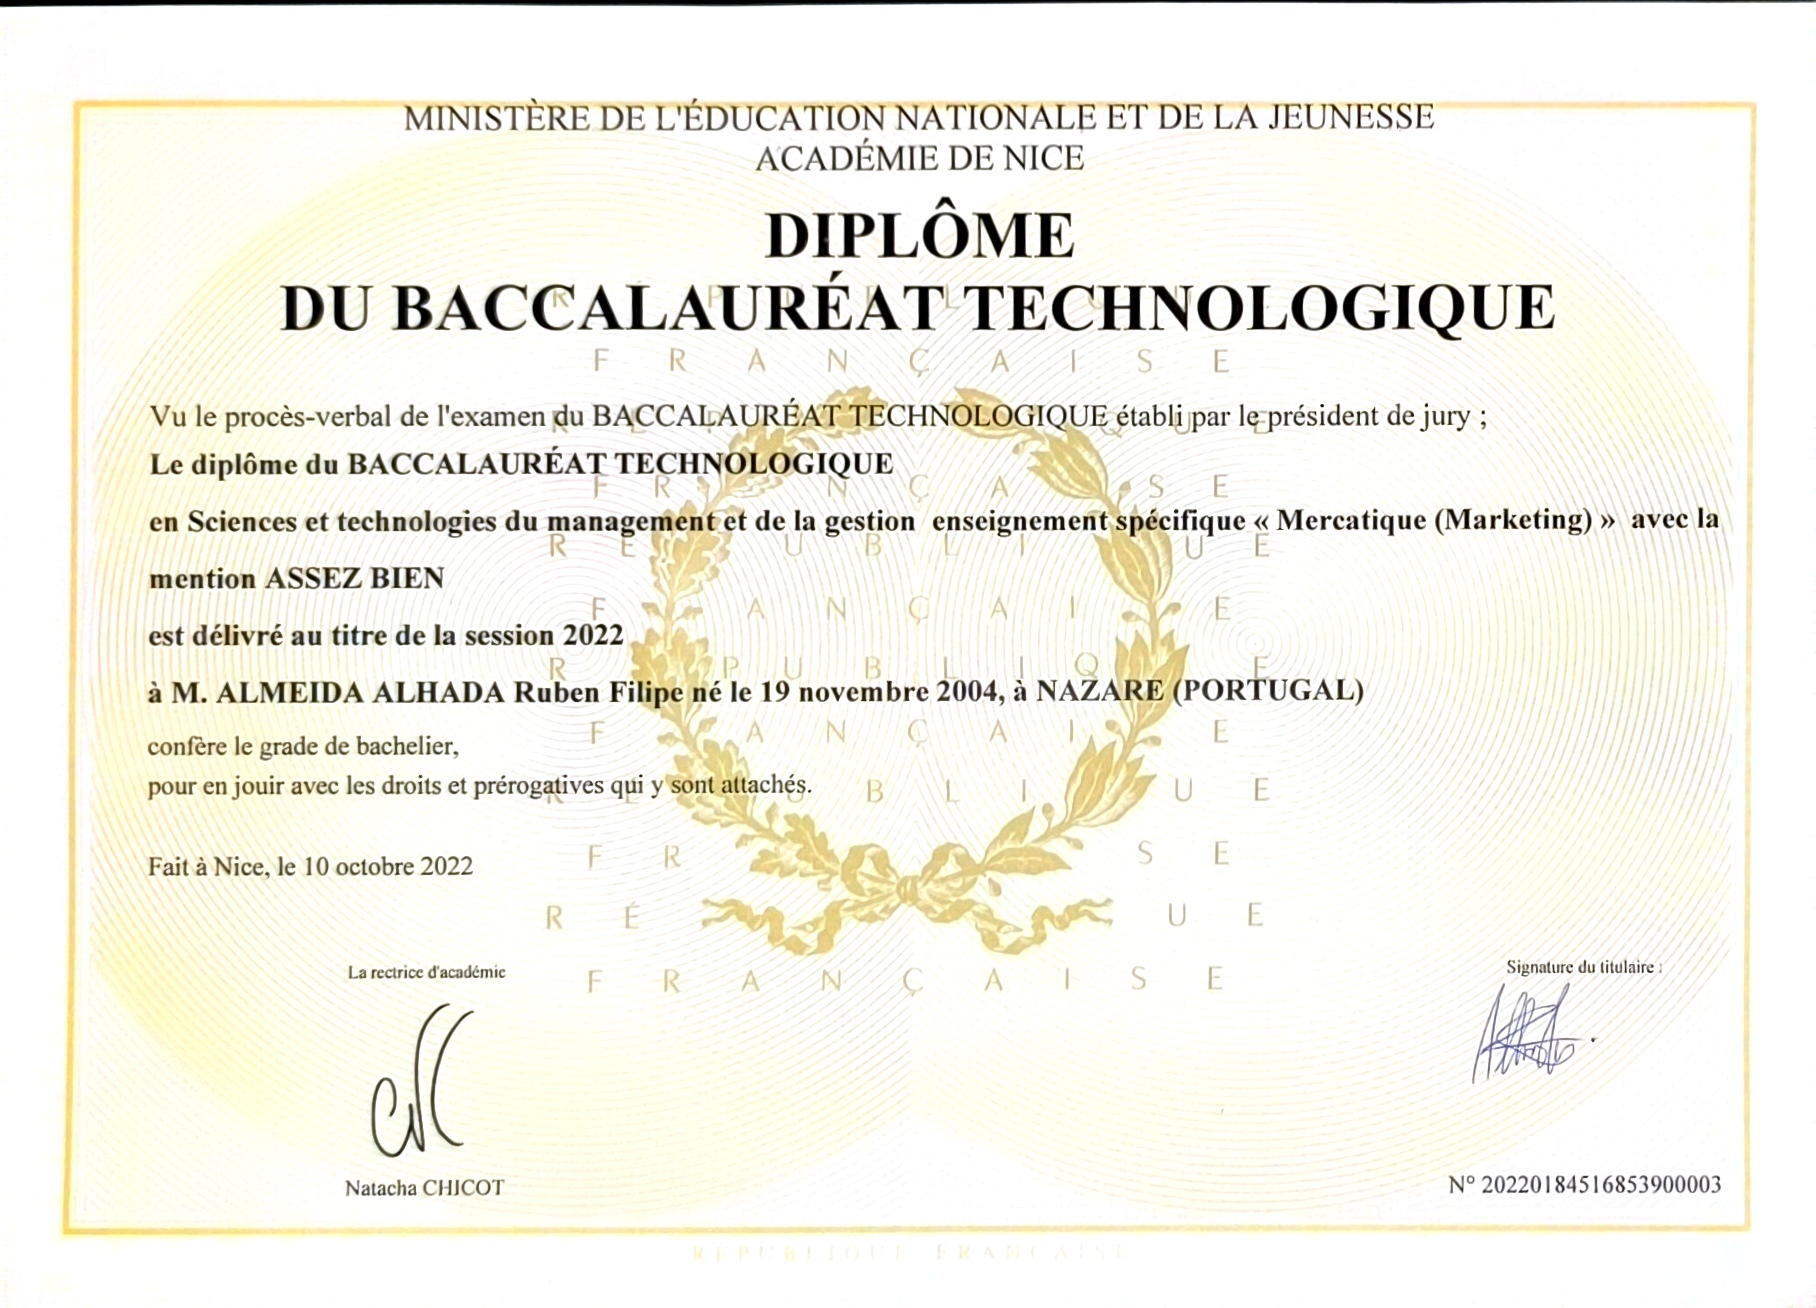 MINISTÈRE DE L'ÉDUCATION NATIONALE ET DE LA JEUNESSE
ACADÉMIE DE NICE
DIPLÔME
DU BACCALAURÉAT TECHNOLOGIQUE
Vu le procès-verbal de l'examen du BACCALAURÉAT TECHNOLOGIQUE établi par le président de jury ;
Le diplôme du BACCALAURÉAT TECHNOLOGIQUE
en Sciences et technologies du management et de la gestion enseignement spécifique « Mercatique (Marketing) » avec la
mention ASSEZ BIEN
est délivré au titre de la session 2022
à M. ALMEIDA ALHADA Ruben Filipe né le 19 novembre 2004, à NAZARE (PORTUGAL)
confère le grade de bachelier,
pour en jouir avec les droits et prérogatives qui y sont attachés.
Fait à Nice, le 10 octobre 2022
La rectrice d'académie
Signature du titulaire :
Natacha CHICOT
N° 20220184516853900003
FRANÇAISE
RÉPUBLIQUE FRANÇAISE